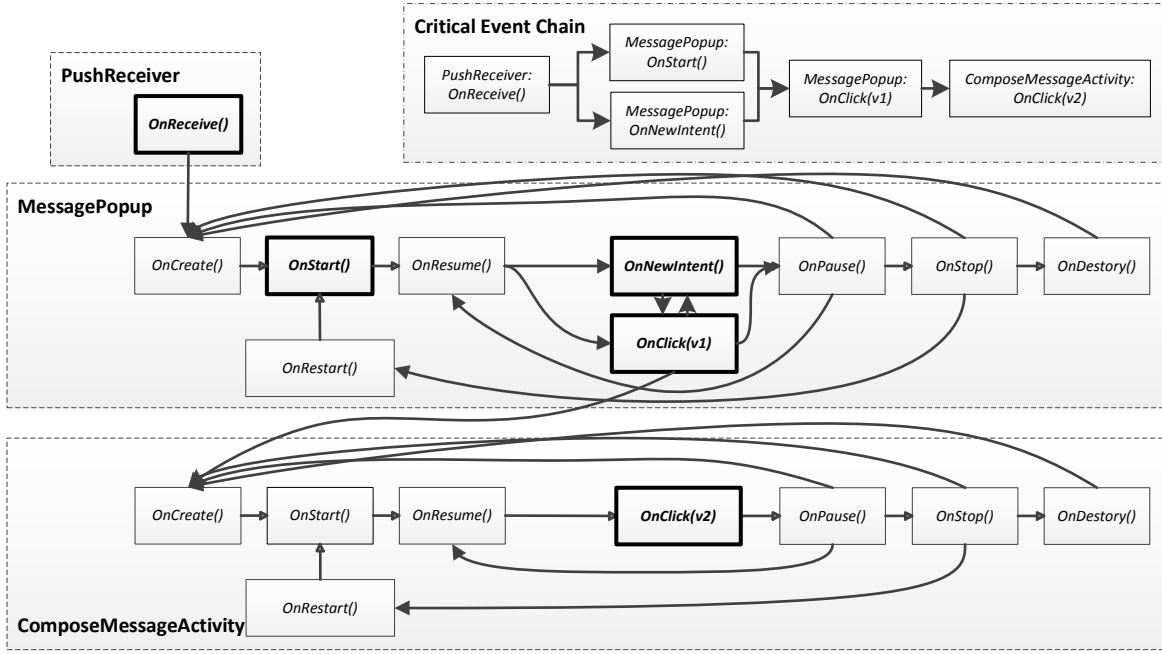 Critical Event Chain
PushReceiver:
OnReceive()
MessagePopup:
OnStart()
MessagePopup:
OnNewIntent()
MessagePopup:
OnClick(v1)
ComposeMessageActivity:
OnClick(v2)
PushReceiver
OnReceive()
MessagePopup
OnCreate()
OnStart()
OnResume()
OnNewIntent()
OnPause()
OnStop()
OnDestory()
OnClick(v1)
OnRestart()
OnCreate()
OnStart()
OnResume()
OnClick(v2)
OnPause()
OnStop()
OnDestory()
OnRestart()
ComposeMessageActivity